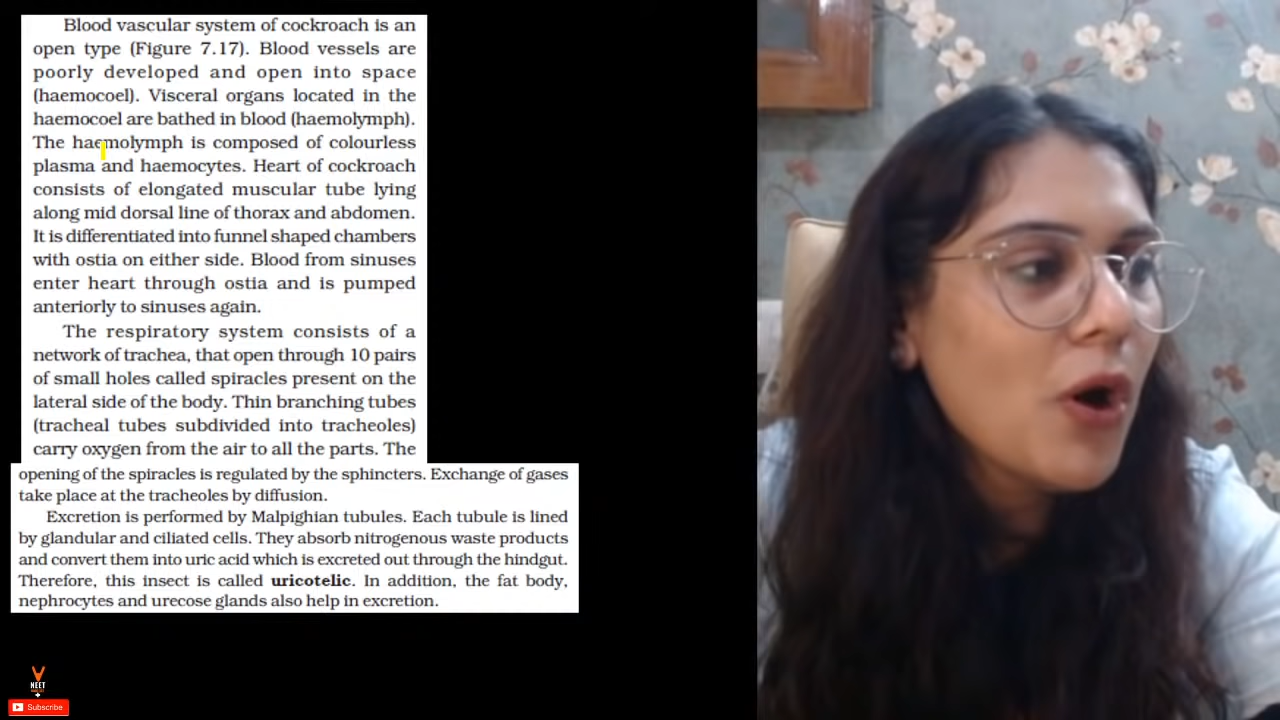 Blood vascular system of cockroach is an
open type (Figure 7.17). Blood vessels are
poorly developed and open into space
(haemocoel). Visceral organs located in the
haemocoel are bathed in blood (haemolymph).
The haemolymph is composed of colourless
plasma and haemocytes. Heart of cockroach
consists of elongated muscular tube lying
along mid dorsal line of thorax and abdomen.
It is differentiated into funnel shaped chambers
with ostia on either side. Blood from sinuses
enter heart through ostia and is pumped
anteriorly to sinuses again.
The respiratory system consists of a
network of trachea, that open through 10 pairs
of small holes called spiracles present on the
lateral side of the body. Thin branching tubes
(tracheal tubes subdivided into tracheoles)
carry oxygen from the air to all the parts. The
opening of the spiracles is regulated by the sphincters. Exchange of gases
take place at the tracheoles by diffusion.
Excretion is performed by Malpighian tubules. Each tubule is lined
by glandular and ciliated cells. They absorb nitrogenous waste products
and convert them into uric acid which is excreted out through the hindgut.
Therefore, this insect is called uricotelic. In addition, the fat body,
nephrocytes and urecose glands also help in excretion.
NEET
Subscribe